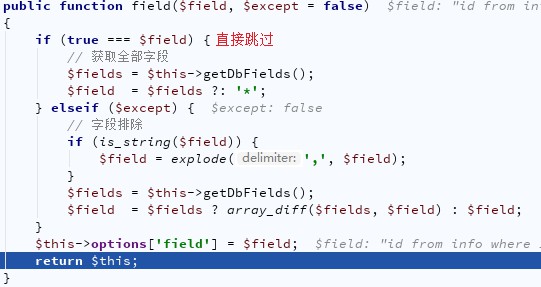 public function field($field, $except = false)  $field: "id from inf
{
    if (true === $field) { 直接跳过
        // 获取全部字段
        $fields = $this->getDbFields();
        $field  = $fields ?: '*';
    } elseif ($except) {  $except: false
        // 字段排除
        if (is_string($field)) {
            $field = explode( delimiter: ',', $field);
        }
        $fields = $this->getDbFields();
        $field  = $fields ? array_diff($fields, $field) : $field;
    }
    $this->options['field'] = $field;  $field: "id from info where
    return $this;
}